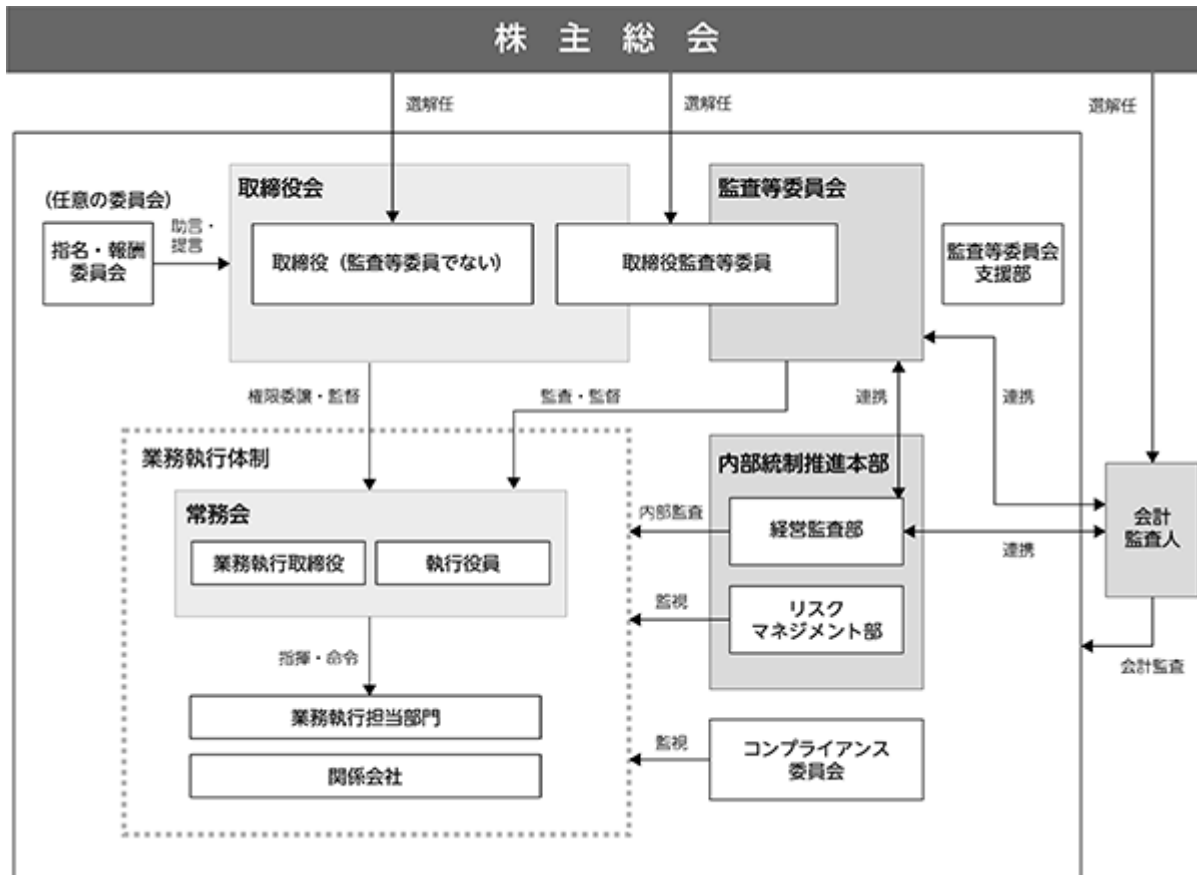 株主総会
選解任
選解任
選解任
取締役会
監査等委員会
(任意の委員会)
指名・報酬
委員会
助言・
提言
取締役（監査等委員でない）
取締役監査等委員
監査等委員会
支援部
権限委譲・監督
監査・監督
連携
連携
業務執行体制
内部統制推進本部
常務会
内部監査
経営監査部
会計
監査人
業務執行取締役
執行役員
連携
監視
リスク
マネジメント部
指揮・命令
会計監査
業務執行担当部門
監視
コンプライアンス
委員会
関係会社